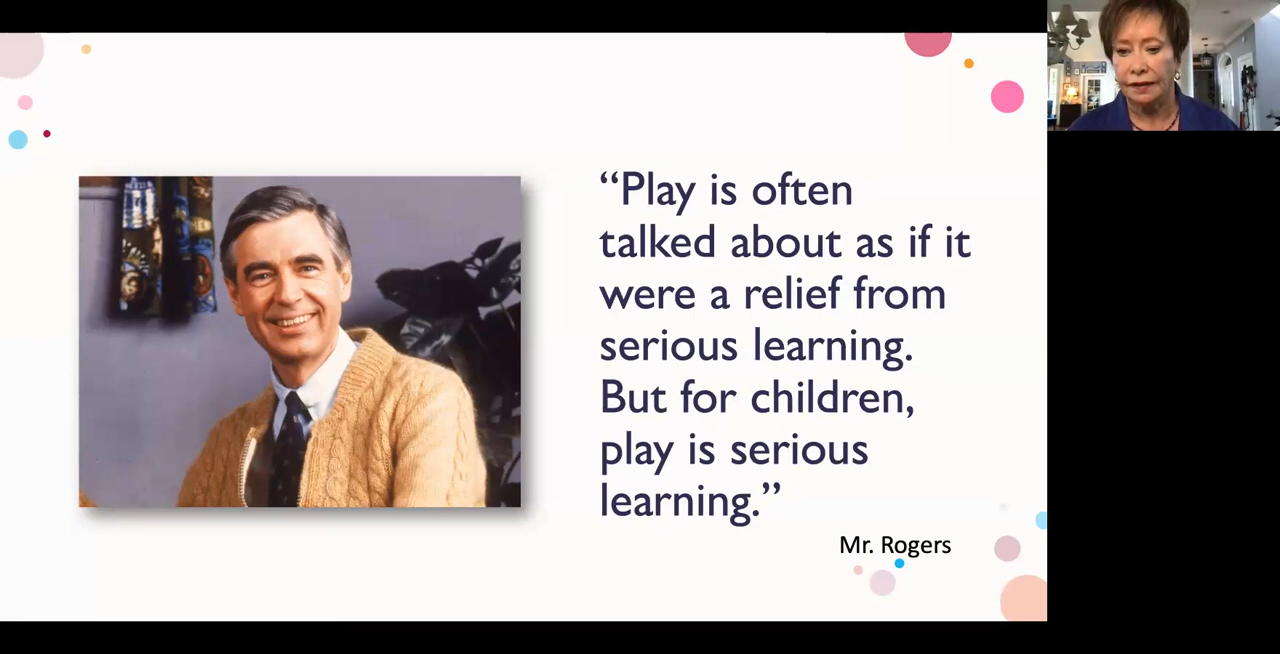 “Play is often
talked about as if it
were a relief from
serious learning.
But for children,
play is serious
learning.”
Mr. Rogers